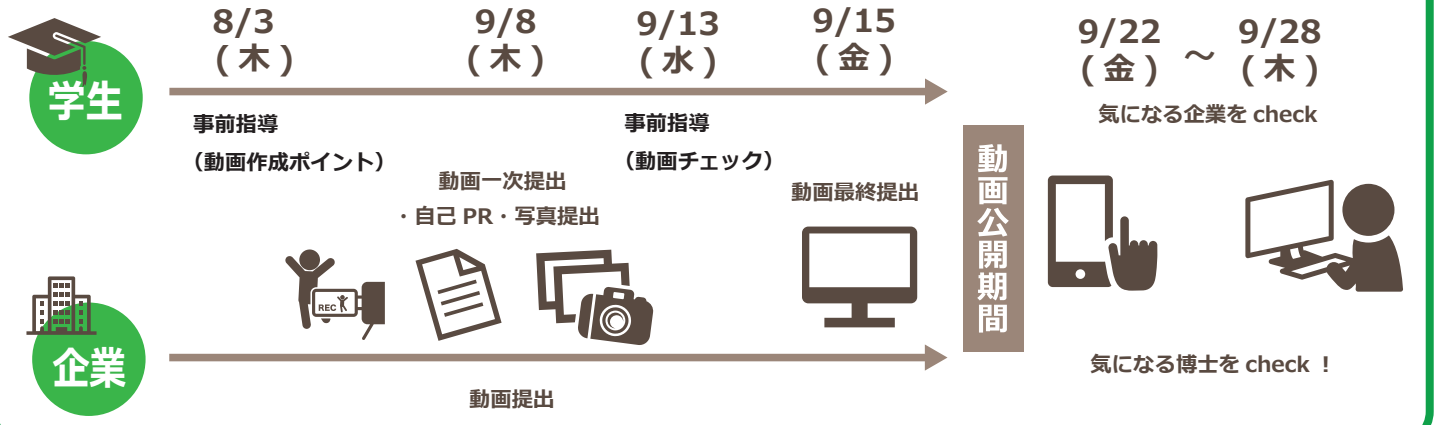 学生
8/3
( 木 )
9/8
( 木 )
9/13
( 水 )
9/15
( 金 )
9/22
( 金 )
～
9/28
( 木 )
事前指導
（動画作成ポイント）
動画一次提出
・自己 PR・写真提出
事前指導
（動画チェック）
動画最終提出
動画公開期間
気になる企業を check
REC
企業
動画提出
気になる博士を check ！